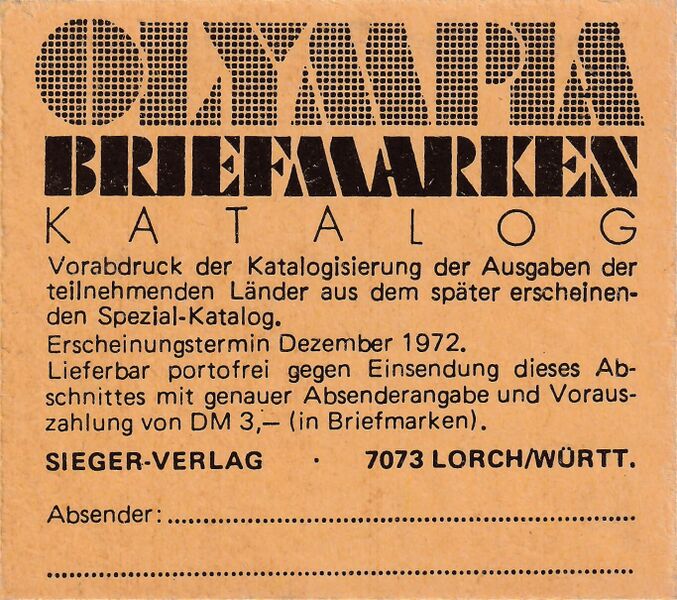 OLYMPIA
BRIEFMARKEN
KATALOG
Vorabdruck der Katalogisierung der Ausgaben der
teilnehmenden Länder aus dem später erscheinen-
den Spezial-Katalog.
Erscheinungstermin Dezember 1972.
Lieferbar portofrei gegen Einsendung dieses Ab-
schnittes mit genauer Absenderangabe und Voraus-
zahlung von DM 3,— (in Briefmarken).
SIEGER-VERLAG · 7073 LORCH/WÜRTT.
Absender: